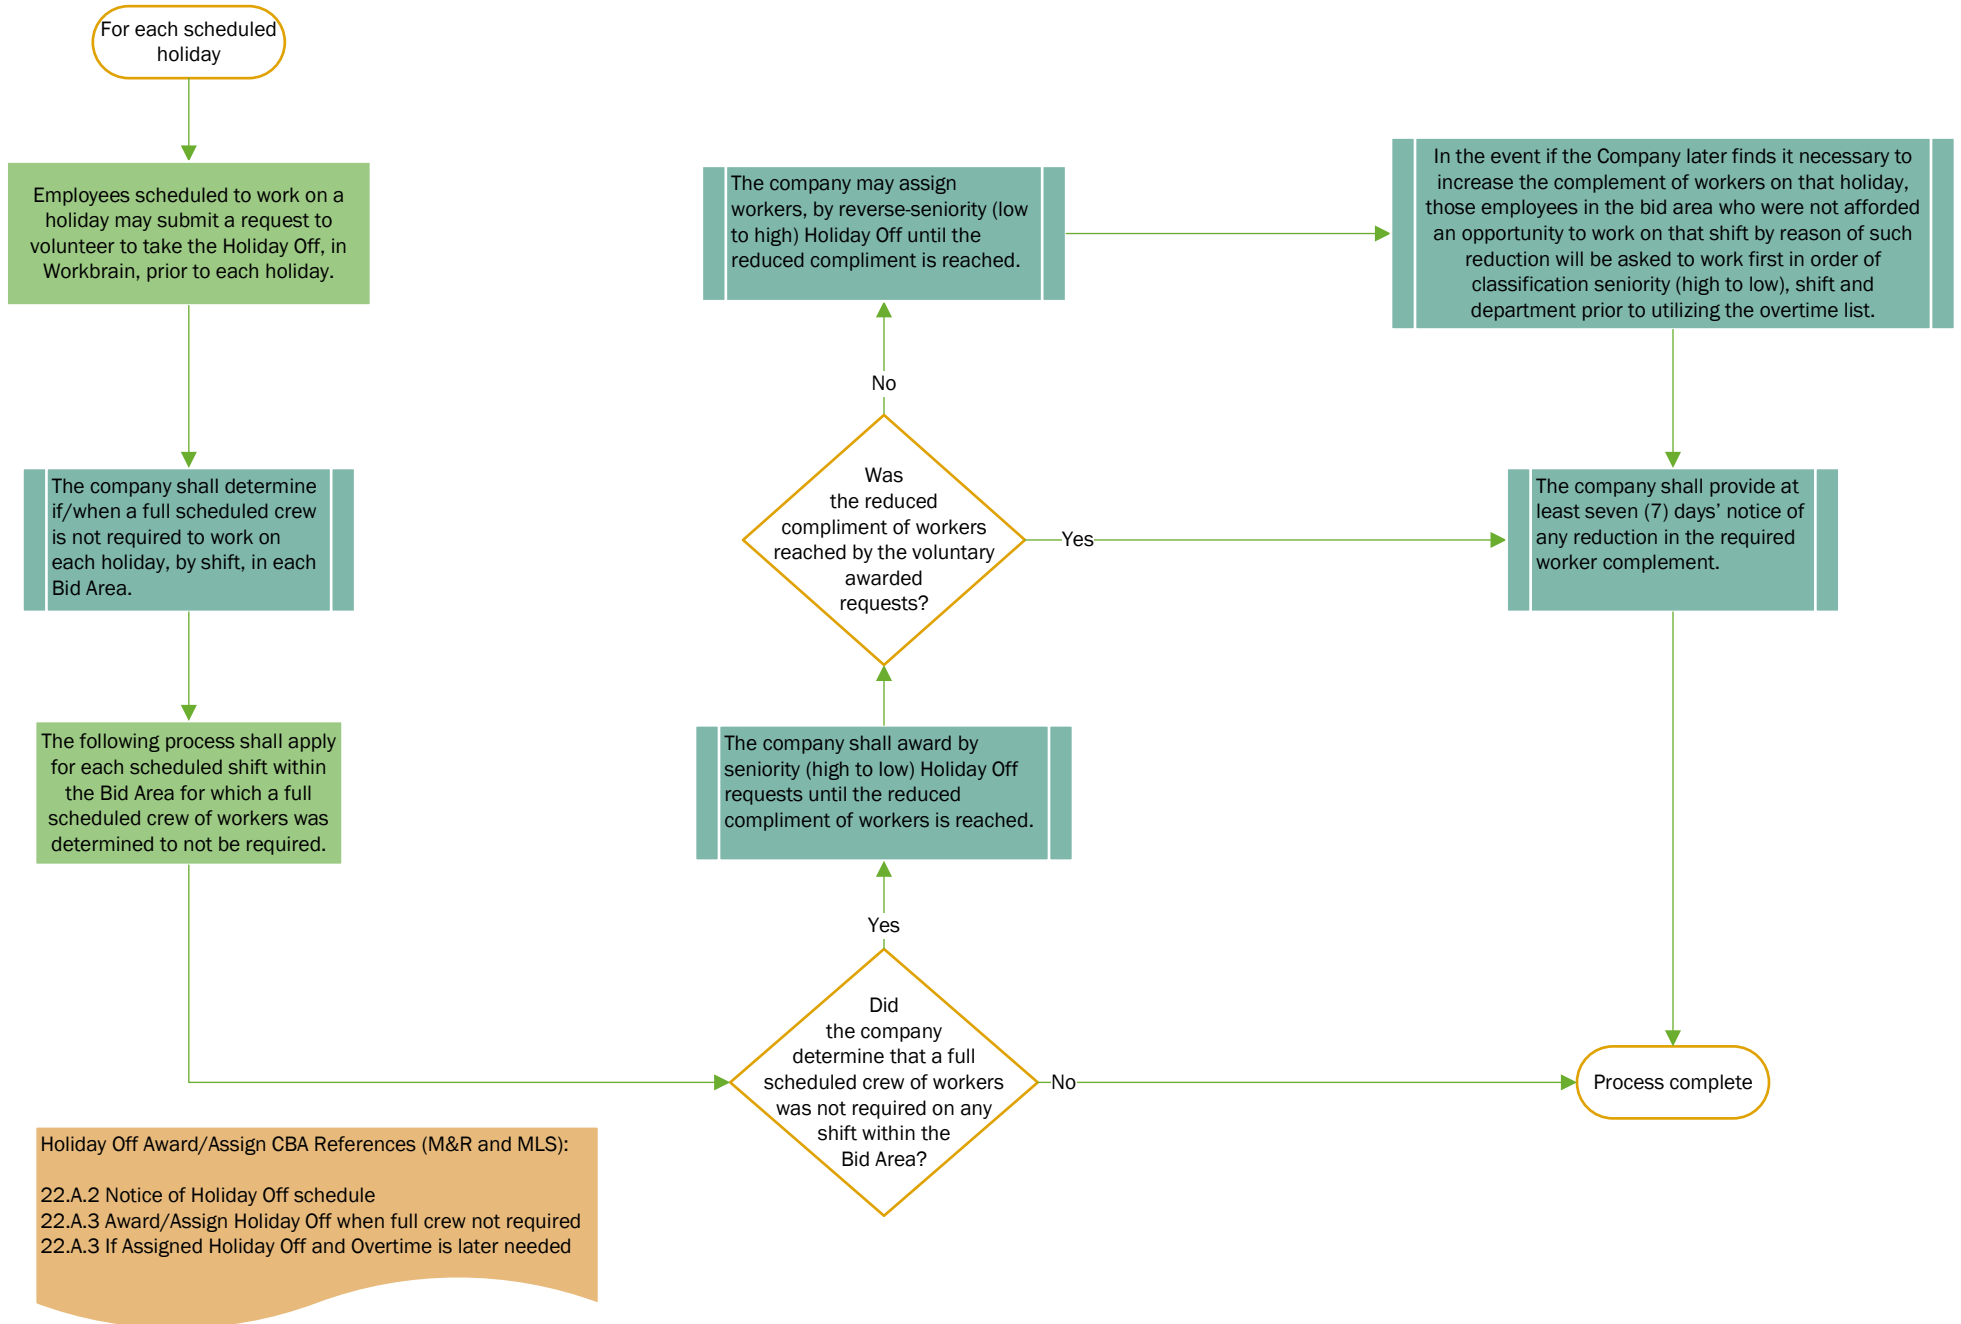 For each scheduled
holiday
Employees scheduled to work on a
holiday may submit a request to
volunteer to take the Holiday Off, in
Workbrain, prior to each holiday.
The company shall determine
if/when a full scheduled crew
is not required to work on
each holiday, by shift, in each
Bid Area.
The following process shall apply
for each scheduled shift within
the Bid Area for which a full
scheduled crew of workers was
determined to not be required.
Did
the company
determine that a full
scheduled crew of workers
was not required on any
shift within the
Bid Area?
Yes
No
The company shall award by
seniority (high to low) Holiday Off
requests until the reduced
compliment of workers is reached.
Was
the reduced
compliment of workers
reached by the voluntary
awarded
requests?
No
Yes
The company may assign
workers, by reverse-seniority (low
to high) Holiday Off until the
reduced compliment is reached.
In the event if the Company later finds it necessary to
increase the complement of workers on that holiday,
those employees in the bid area who were not afforded
an opportunity to work on that shift by reason of such
reduction will be asked to work first in order of
classification seniority (high to low), shift and
department prior to utilizing the overtime list.
The company shall provide at
least seven (7) days’ notice of
any reduction in the required
worker complement.
Process complete
Holiday Off Award/Assign CBA References (M&R and MLS):
22.A.2 Notice of Holiday Off schedule
22.A.3 Award/Assign Holiday Off when full crew not required
22.A.3 If Assigned Holiday Off and Overtime is later needed